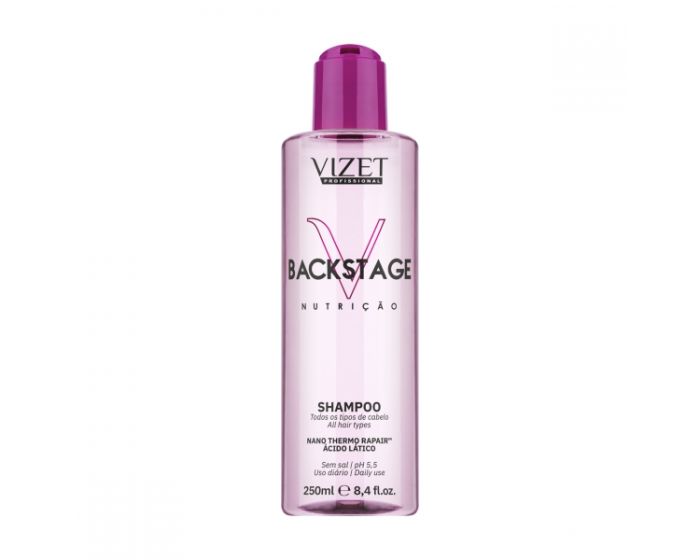 VIZET
PROFISSIONAL
V
BACKSTAGE
NUTRIÇÃO
SHAMPOO
Todos os tipos de cabelo
All hair types
NANO THERMO RAPAIR™
ÁCIDO LÁTICO
Sem sal / pH 5,5
Uso diário / Daily use
250ml ℮ 8,4 fl.oz.